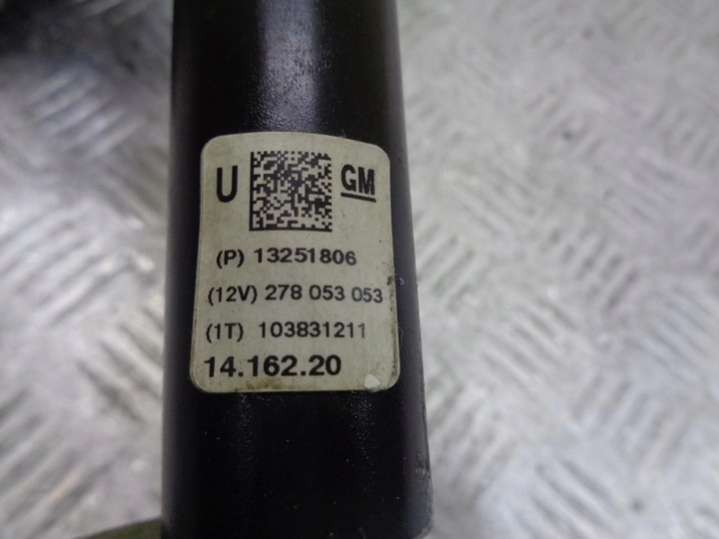 U GM
(P) 13251806
(12V) 278 053 053
(1T) 103831211
14.162.20